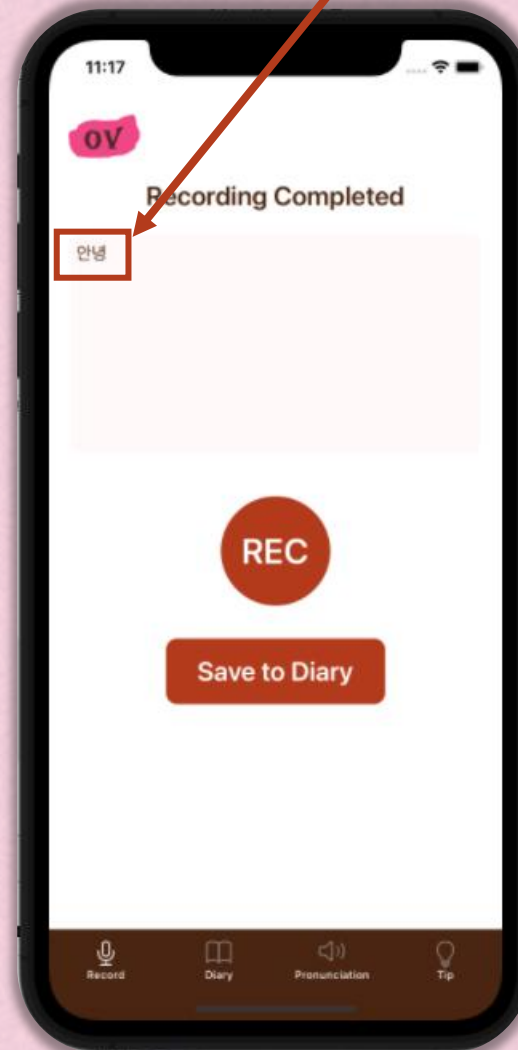 11:17
OV
Recording Completed
안녕
REC
Save to Diary
Record Diary Pronunciation Tip